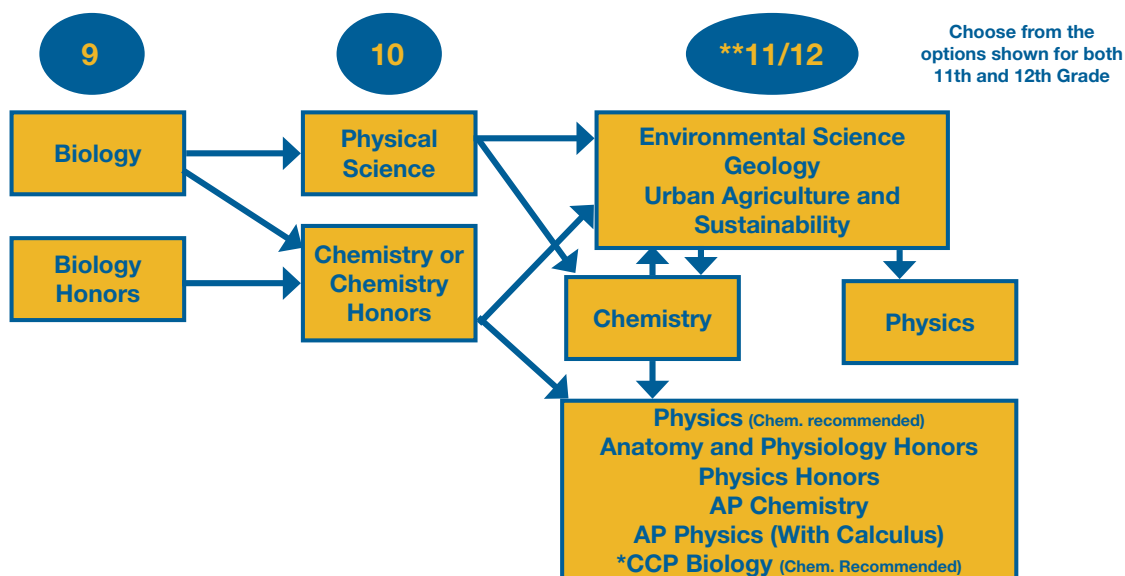 9
10
**11/12
Choose from the
options shown for both
11th and 12th Grade
Biology
Physical
Science
Environmental Science
Geology
Urban Agriculture and
Sustainability
Biology
Honors
Chemistry or
Chemistry
Honors
Chemistry
Physics
Physics (Chem. recommended)
Anatomy and Physiology Honors
Physics Honors
AP Chemistry
AP Physics (With Calculus)
*CCP Biology (Chem. Recommended)